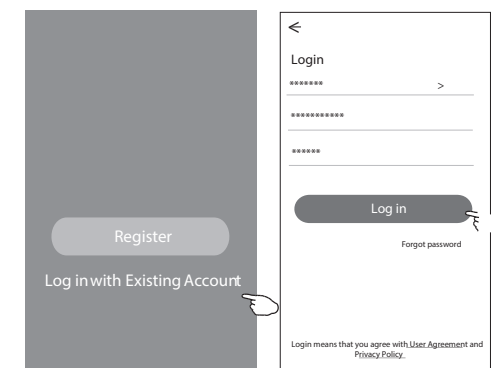 Register
Log in with Existing Account
Login
******* >
***********
******
Log in
Forgot password
Login means that you agree with User Agreement and
Privacy Policy